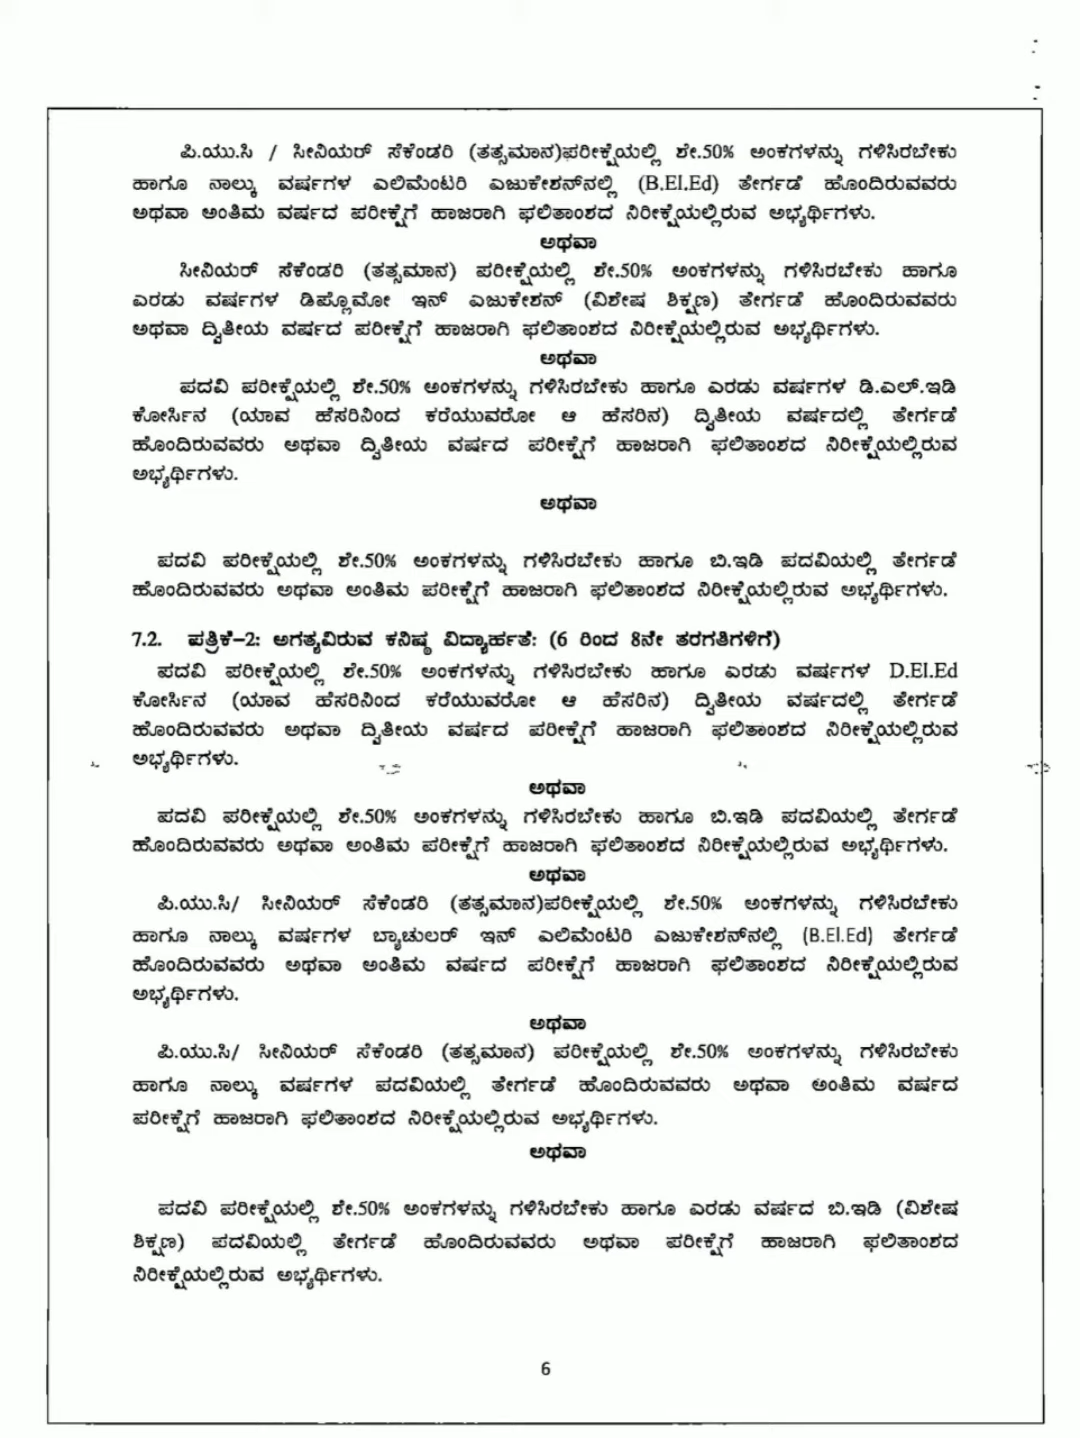 ಪಿ.ಯು.ಸಿ / ಸೀನಿಯರ್ ಸೆಕೆಂಡರಿ (ತತ್ಸಮಾನ)ಪರೀಕ್ಷೆಯಲ್ಲಿ ಶೇ.50% ಅಂಕಗಳನ್ನು ಗಳಿಸಿರಬೇಕು
ಹಾಗೂ ನಾಲ್ಕು ವರ್ಷಗಳ ಎಲಿಮೆಂಟರಿ ಎಜುಕೇಶನ್‌ನಲ್ಲಿ (B.El.Ed) ತೇರ್ಗಡೆ ಹೊಂದಿರುವವರು
ಅಥವಾ ಅಂತಿಮ ವರ್ಷದ ಪರೀಕ್ಷೆಗೆ ಹಾಜರಾಗಿ ಫಲಿತಾಂಶದ ನಿರೀಕ್ಷೆಯಲ್ಲಿರುವ ಅಭ್ಯರ್ಥಿಗಳು.
ಅಥವಾ
ಸೀನಿಯರ್ ಸೆಕೆಂಡರಿ (ತತ್ಸಮಾನ) ಪರೀಕ್ಷೆಯಲ್ಲಿ ಶೇ.50% ಅಂಕಗಳನ್ನು ಗಳಿಸಿರಬೇಕು ಹಾಗೂ
ಎರಡು ವರ್ಷಗಳ ಡಿಪ್ಲೊಮೋ ಇನ್ ಎಜುಕೇಶನ್ (ವಿಶೇಷ ಶಿಕ್ಷಣ) ತೇರ್ಗಡೆ ಹೊಂದಿರುವವರು
ಅಥವಾ ದ್ವಿತೀಯ ವರ್ಷದ ಪರೀಕ್ಷೆಗೆ ಹಾಜರಾಗಿ ಫಲಿತಾಂಶದ ನಿರೀಕ್ಷೆಯಲ್ಲಿರುವ ಅಭ್ಯರ್ಥಿಗಳು.
ಅಥವಾ
ಪದವಿ ಪರೀಕ್ಷೆಯಲ್ಲಿ ಶೇ.50% ಅಂಕಗಳನ್ನು ಗಳಿಸಿರಬೇಕು ಹಾಗೂ ಎರಡು ವರ್ಷಗಳ ಡಿ.ಎಲ್.ಇಡಿ
ಕೋರ್ಸಿನ (ಯಾವ ಹೆಸರಿನಿಂದ ಕರೆಯುವರೋ ಆ ಹೆಸರಿನ) ದ್ವಿತೀಯ ವರ್ಷದಲ್ಲಿ ತೇರ್ಗಡೆ
ಹೊಂದಿರುವವರು ಅಥವಾ ದ್ವಿತೀಯ ವರ್ಷದ ಪರೀಕ್ಷೆಗೆ ಹಾಜರಾಗಿ ಫಲಿತಾಂಶದ ನಿರೀಕ್ಷೆಯಲ್ಲಿರುವ
ಅಭ್ಯರ್ಥಿಗಳು.
ಅಥವಾ
ಪದವಿ ಪರೀಕ್ಷೆಯಲ್ಲಿ ಶೇ.50% ಅಂಕಗಳನ್ನು ಗಳಿಸಿರಬೇಕು ಹಾಗೂ ಬಿ.ಇಡಿ ಪದವಿಯಲ್ಲಿ ತೇರ್ಗಡೆ
ಹೊಂದಿರುವವರು ಅಥವಾ ಅಂತಿಮ ಪರೀಕ್ಷೆಗೆ ಹಾಜರಾಗಿ ಫಲಿತಾಂಶದ ನಿರೀಕ್ಷೆಯಲ್ಲಿರುವ ಅಭ್ಯರ್ಥಿಗಳು.
7.2. ಪತ್ರಿಕೆ-2: ಅಗತ್ಯವಿರುವ ಕನಿಷ್ಠ ವಿದ್ಯಾರ್ಹತೆ: (6 ರಿಂದ 8ನೇ ತರಗತಿಗಳಿಗೆ)
ಪದವಿ ಪರೀಕ್ಷೆಯಲ್ಲಿ ಶೇ.50% ಅಂಕಗಳನ್ನು ಗಳಿಸಿರಬೇಕು ಹಾಗೂ ಎರಡು ವರ್ಷಗಳ D.El.Ed
ಕೋರ್ಸಿನ (ಯಾವ ಹೆಸರಿನಿಂದ ಕರೆಯುವರೋ ಆ ಹೆಸರಿನ) ದ್ವಿತೀಯ ವರ್ಷದಲ್ಲಿ ತೇರ್ಗಡೆ
ಹೊಂದಿರುವವರು ಅಥವಾ ದ್ವಿತೀಯ ವರ್ಷದ ಪರೀಕ್ಷೆಗೆ ಹಾಜರಾಗಿ ಫಲಿತಾಂಶದ ನಿರೀಕ್ಷೆಯಲ್ಲಿರುವ
ಅಭ್ಯರ್ಥಿಗಳು.
ಅಥವಾ
ಪದವಿ ಪರೀಕ್ಷೆಯಲ್ಲಿ ಶೇ.50% ಅಂಕಗಳನ್ನು ಗಳಿಸಿರಬೇಕು ಹಾಗೂ ಬಿ.ಇಡಿ ಪದವಿಯಲ್ಲಿ ತೇರ್ಗಡೆ
ಹೊಂದಿರುವವರು ಅಥವಾ ಅಂತಿಮ ಪರೀಕ್ಷೆಗೆ ಹಾಜರಾಗಿ ಫಲಿತಾಂಶದ ನಿರೀಕ್ಷೆಯಲ್ಲಿರುವ ಅಭ್ಯರ್ಥಿಗಳು.
ಅಥವಾ
ಪಿ.ಯು.ಸಿ/ ಸೀನಿಯರ್ ಸೆಕೆಂಡರಿ (ತತ್ಸಮಾನ)ಪರೀಕ್ಷೆಯಲ್ಲಿ ಶೇ.50% ಅಂಕಗಳನ್ನು ಗಳಿಸಿರಬೇಕು
ಹಾಗೂ ನಾಲ್ಕು ವರ್ಷಗಳ ಬ್ಯಾಚುಲರ್ ಇನ್ ಎಲಿಮೆಂಟರಿ ಎಜುಕೇಶನ್‌ನಲ್ಲಿ (B.El.Ed) ತೇರ್ಗಡೆ
ಹೊಂದಿರುವವರು ಅಥವಾ ಅಂತಿಮ ವರ್ಷದ ಪರೀಕ್ಷೆಗೆ ಹಾಜರಾಗಿ ಫಲಿತಾಂಶದ ನಿರೀಕ್ಷೆಯಲ್ಲಿರುವ
ಅಭ್ಯರ್ಥಿಗಳು.
ಅಥವಾ
ಪಿ.ಯು.ಸಿ/ ಸೀನಿಯರ್ ಸೆಕೆಂಡರಿ (ತತ್ಸಮಾನ) ಪರೀಕ್ಷೆಯಲ್ಲಿ ಶೇ.50% ಅಂಕಗಳನ್ನು ಗಳಿಸಿರಬೇಕು
ಹಾಗೂ ನಾಲ್ಕು ವರ್ಷಗಳ ಪದವಿಯಲ್ಲಿ ತೇರ್ಗಡೆ ಹೊಂದಿರುವವರು ಅಥವಾ ಅಂತಿಮ ವರ್ಷದ
ಪರೀಕ್ಷೆಗೆ ಹಾಜರಾಗಿ ಫಲಿತಾಂಶದ ನಿರೀಕ್ಷೆಯಲ್ಲಿರುವ ಅಭ್ಯರ್ಥಿಗಳು.
ಅಥವಾ
ಪದವಿ ಪರೀಕ್ಷೆಯಲ್ಲಿ ಶೇ.50% ಅಂಕಗಳನ್ನು ಗಳಿಸಿರಬೇಕು ಹಾಗೂ ಎರಡು ವರ್ಷದ ಬಿ.ಇಡಿ (ವಿಶೇಷ
ಶಿಕ್ಷಣ) ಪದವಿಯಲ್ಲಿ ತೇರ್ಗಡೆ ಹೊಂದಿರುವವರು ಅಥವಾ ಪರೀಕ್ಷೆಗೆ ಹಾಜರಾಗಿ ಫಲಿತಾಂಶದ
ನಿರೀಕ್ಷೆಯಲ್ಲಿರುವ ಅಭ್ಯರ್ಥಿಗಳು.
6